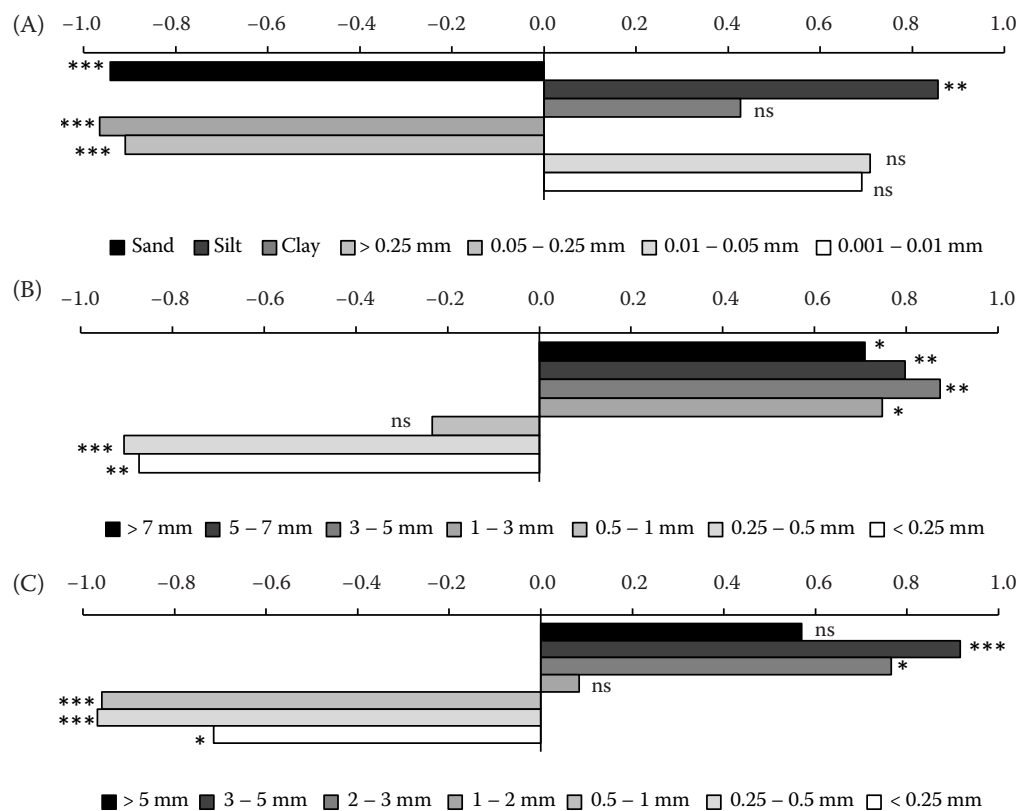 (A) −1.0 −0.8 −0.6 −0.4 −0.2 0.0 0.2 0.4 0.6 0.8 1.0
***
**
ns
***
***
ns
ns
Sand Silt Clay > 0.25 mm 0.05 – 0.25 mm 0.01 – 0.05 mm 0.001 – 0.01 mm
(B) −1.0 −0.8 −0.6 −0.4 −0.2 0.0 0.2 0.4 0.6 0.8 1.0
*
**
**
*
ns
***
**
> 7 mm 5 – 7 mm 3 – 5 mm 1 – 3 mm 0.5 – 1 mm 0.25 – 0.5 mm < 0.25 mm
(C) −1.0 −0.8 −0.6 −0.4 −0.2 0.0 0.2 0.4 0.6 0.8 1.0
ns
***
*
ns
***
***
*
> 5 mm 3 – 5 mm 2 – 3 mm 1 – 2 mm 0.5 – 1 mm 0.25 – 0.5 mm < 0.25 mm